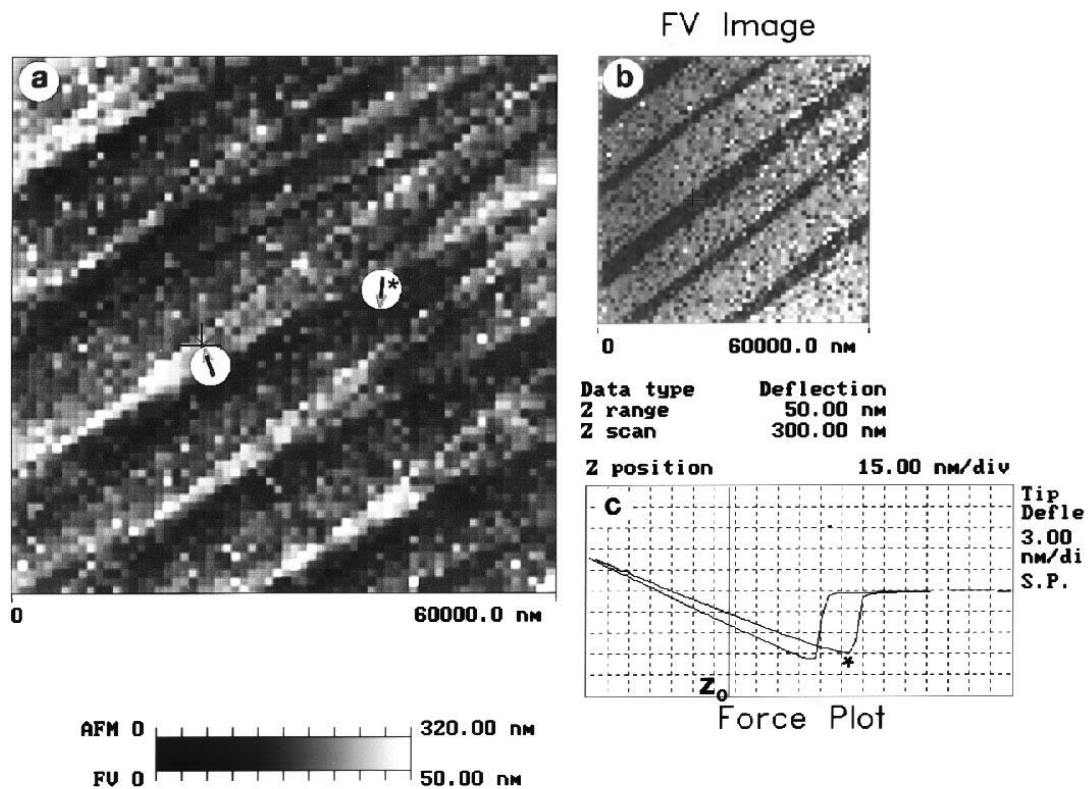 FV Image
a
b
0 60000.0 nM
Data type Deflection
Z range 50.00 nM
Z scan 300.00 nM
Z position 15.00 nM/div
*
0 60000.0 nM
c
Tip
Defle
3.00
nM/di
S.P.
*
Z₀
Force Plot
AFM 0 320.00 nM
FV 0 50.00 nM